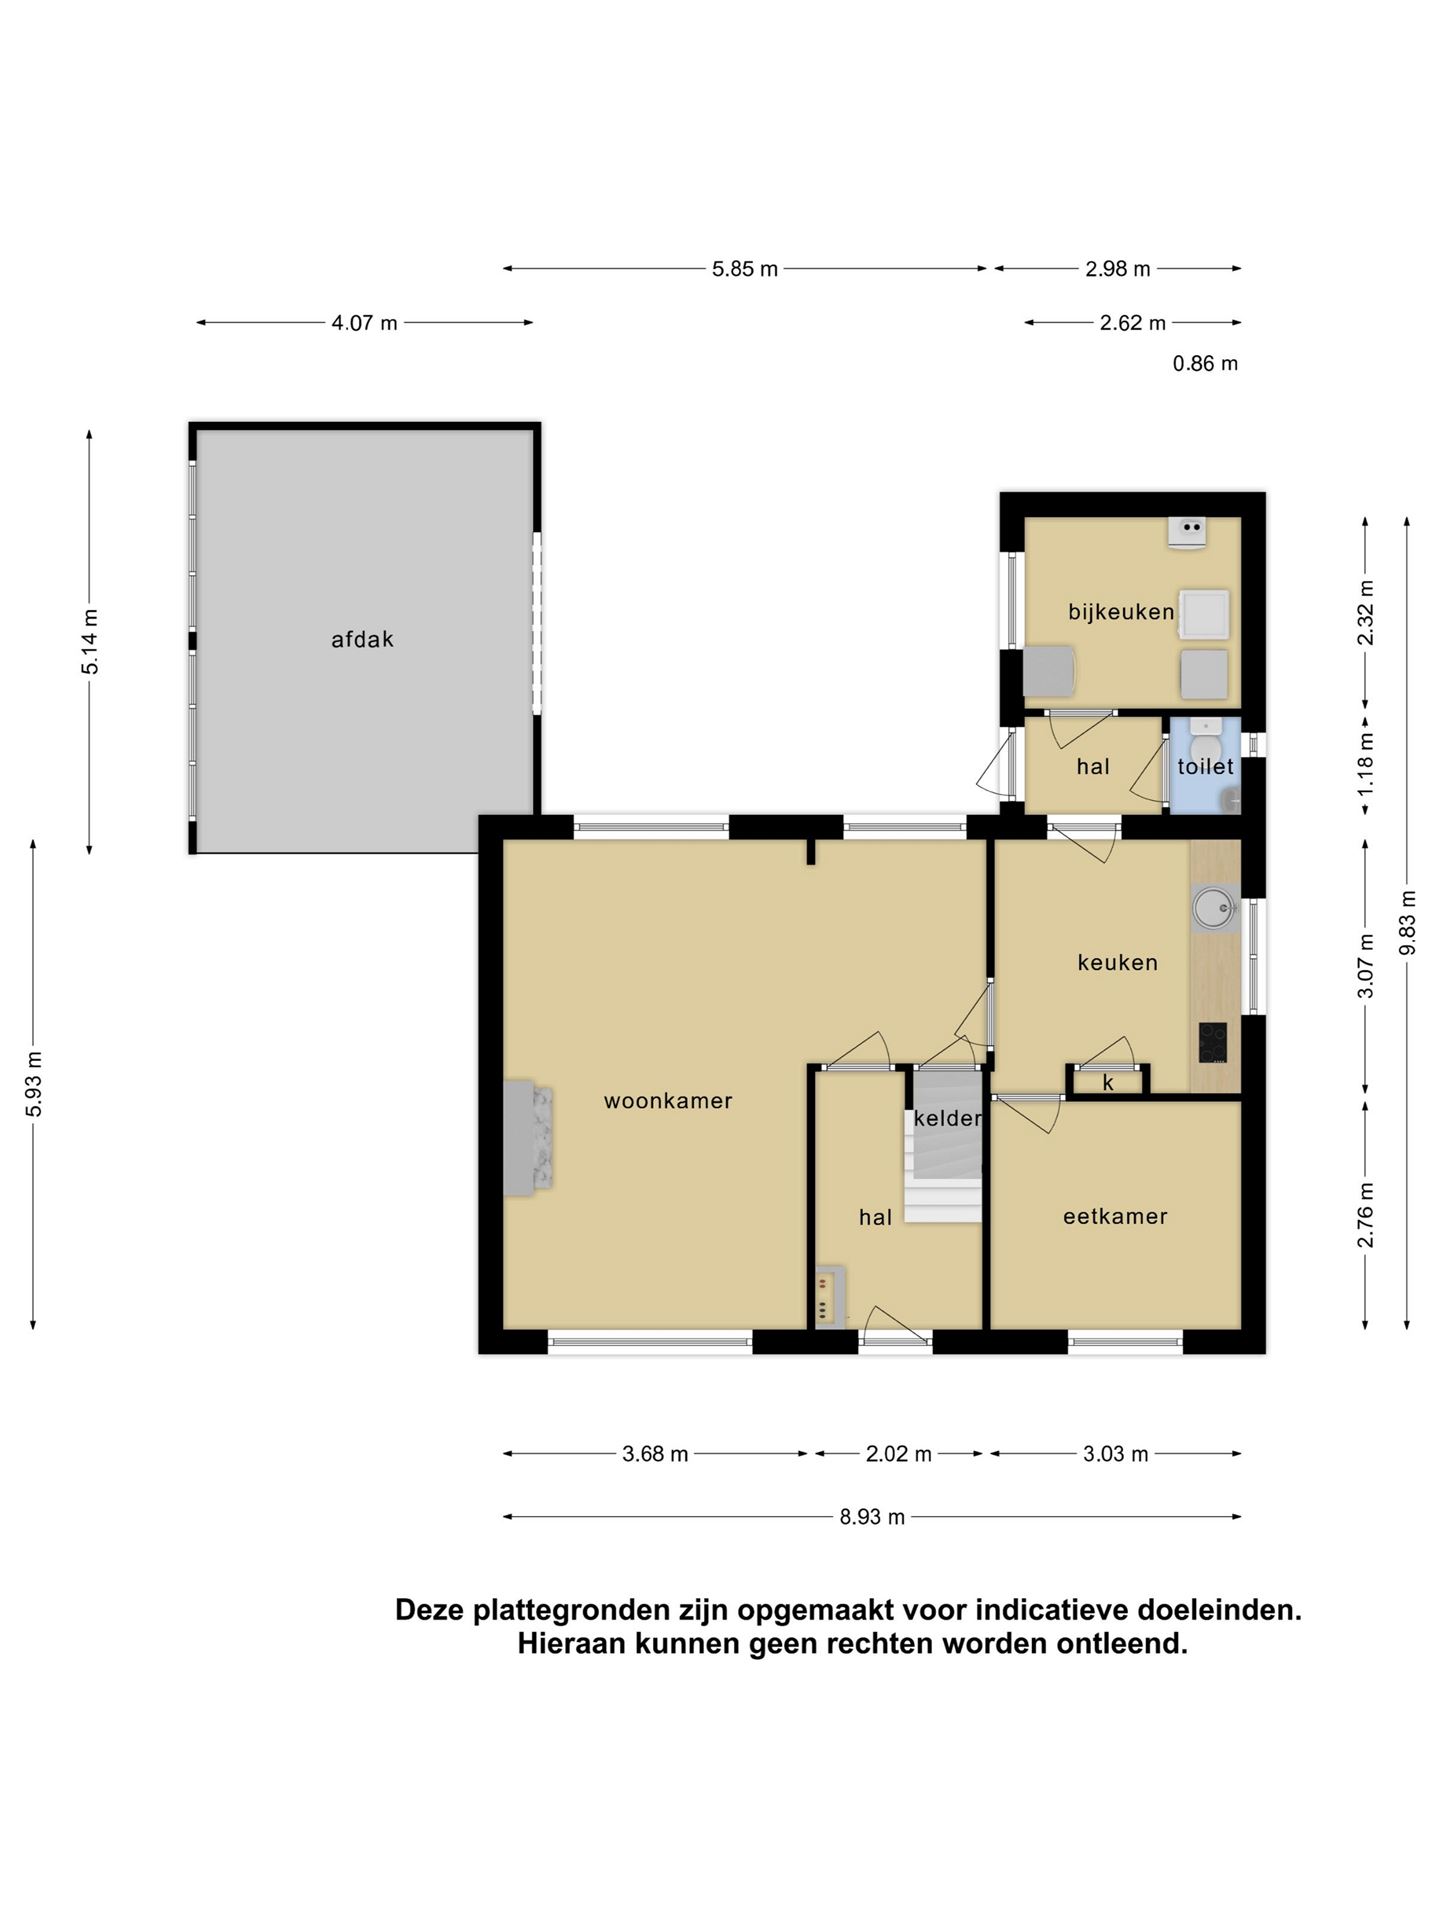 5.85 m
2.98 m
4.07 m
2.62 m
0.86 m
5.14 m
afdak
bijkeuken
2.32 m
hal
toilet
1.18 m
9.83 m
keuken
3.07 m
5.93 m
woonkamer
k
kelder
hal
eetkamer
2.76 m
3.68 m
2.02 m
3.03 m
8.93 m
Deze plattegronden zijn opgemaakt voor indicatieve doeleinden.
Hieraan kunnen geen rechten worden ontleend.